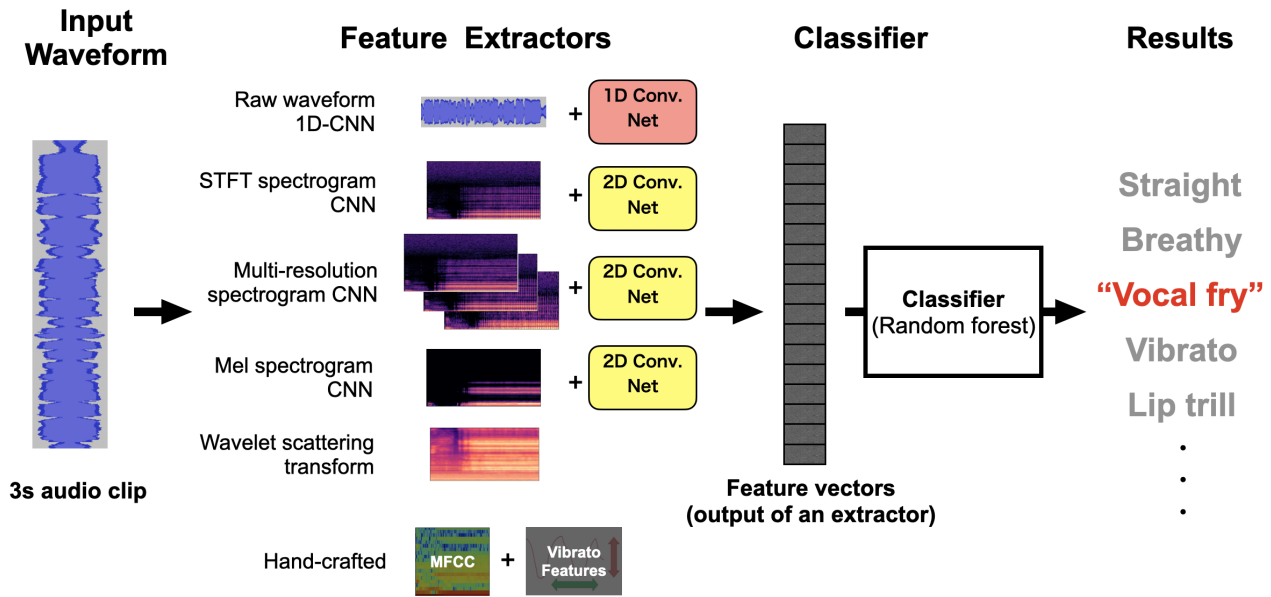 Input
Waveform
Feature Extractors
Classifier
Results
Raw waveform
1D-CNN
+
1D Conv.
Net
STFT spectrogram
CNN
+
2D Conv.
Net
Multi-resolution
spectrogram CNN
+
2D Conv.
Net
Mel spectrogram
CNN
+
2D Conv.
Net
Wavelet scattering
transform
Hand-crafted
MFCC
+
Vibrato
Features
3s audio clip
Feature vectors
(output of an extractor)
Classifier
(Random forest)
Straight
Breathy
“Vocal fry”
Vibrato
Lip trill